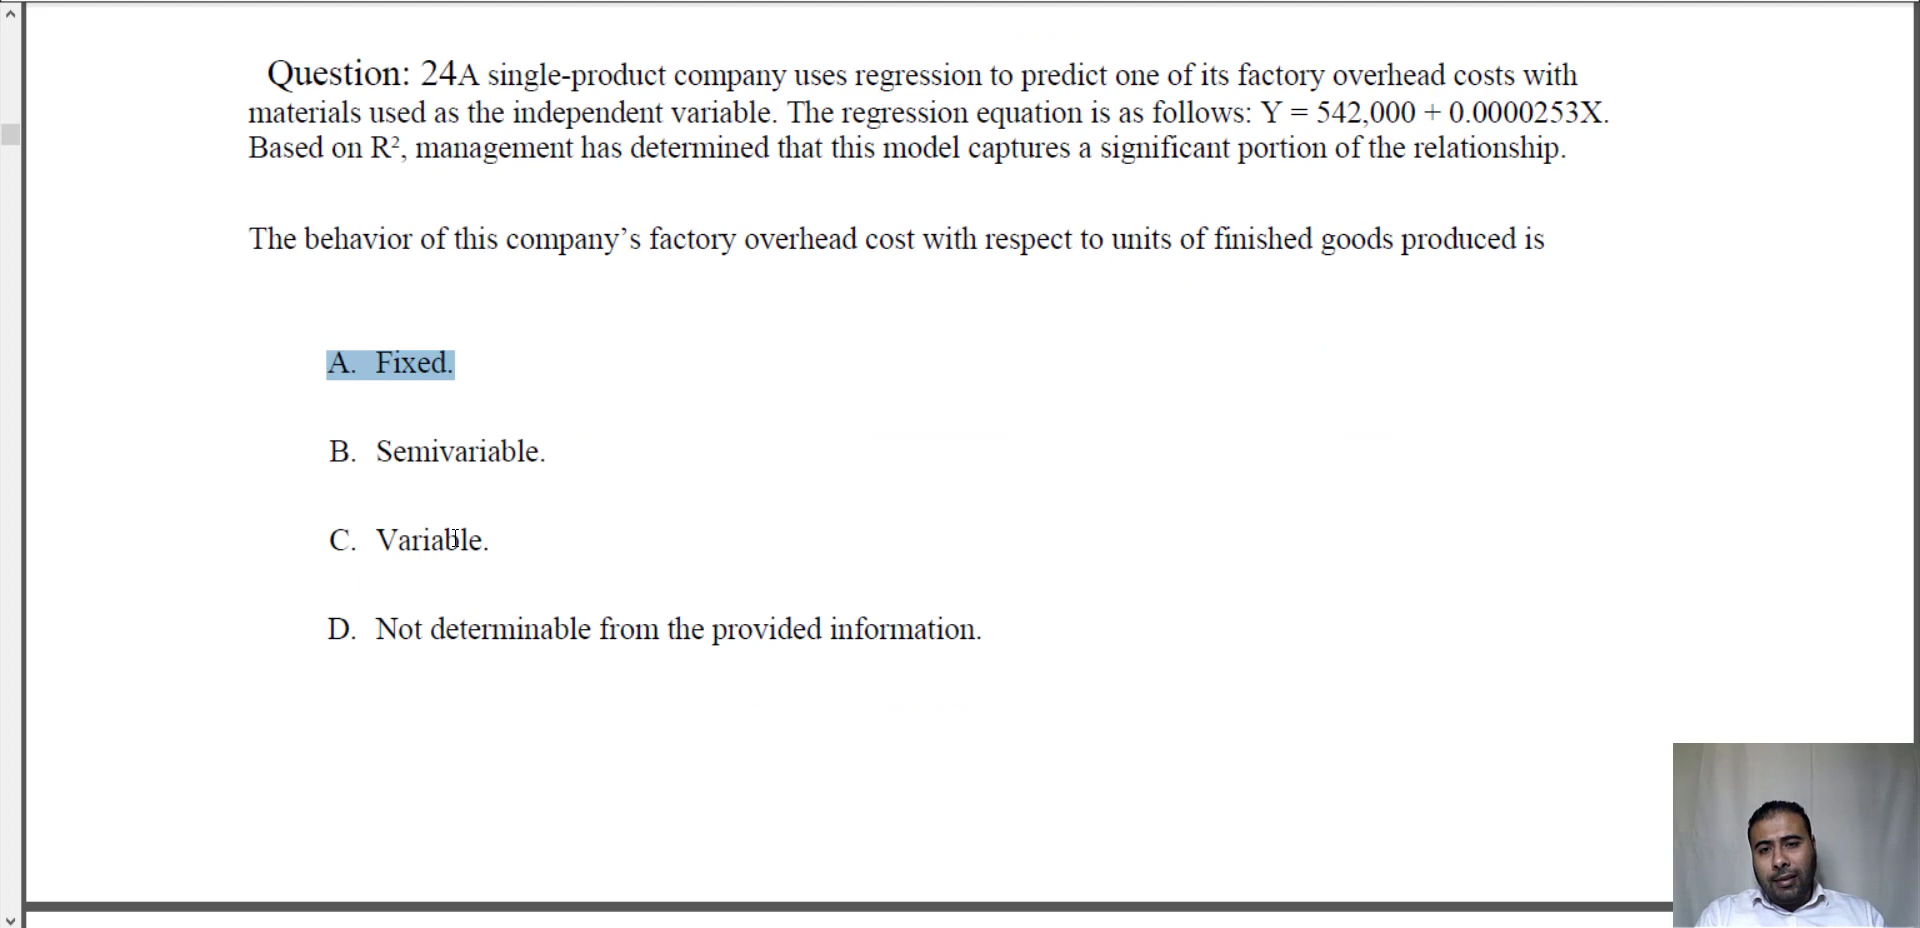 Question: 24A single-product company uses regression to predict one of its factory overhead costs with
materials used as the independent variable. The regression equation is as follows: Y = 542,000 + 0.0000253X.
Based on R², management has determined that this model captures a significant portion of the relationship.
The behavior of this company’s factory overhead cost with respect to units of finished goods produced is
A. Fixed.
B. Semivariable.
C. Variable.
D. Not determinable from the provided information.